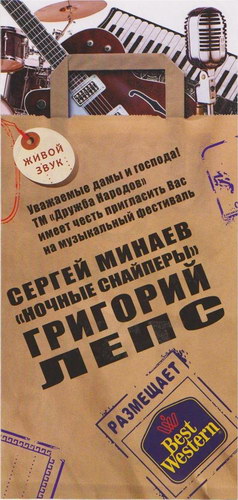 ЖИВОЙ
ЗВУК
Уважаемые дамы и господа!
ТМ «Дружба Народов»
имеет честь пригласить Вас
на музыкальный фестиваль
СЕРГЕЙ МИНАЕВ
«НОЧНЫЕ СНАЙПЕРЫ»
ГРИГОРИЙ
ЛЕПС
РАЗМЕЩАЕТ
Best
Western